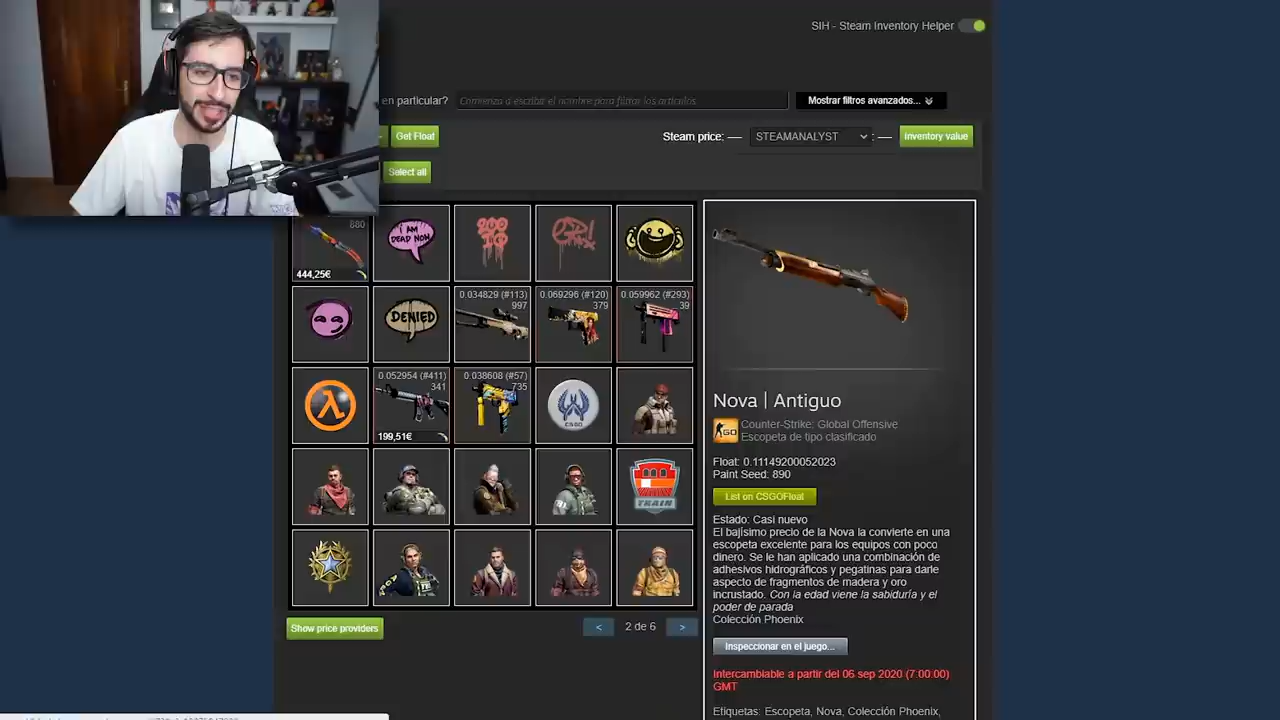 SIH - Steam Inventory Helper
en particular?
Comienza a escribir el nombre para filtrar los artículos
Mostrar filtros avanzados...
Get Float
Steam price: —
STEAMANALYST
: —
Inventory value
Select all
880
444,25€
I AM DEAD NOW
DENIED
0.034829 (#113)
997
0.069296 (#120)
379
0.059962 (#293)
39
0.052954 (#411)
341
199,51€
0.038608 (#57)
735
CSGO
TRAIN
Show price providers
<
2 de 6
>
Nova | Antiguo
GO
Counter-Strike: Global Offensive
Escopeta de tipo clasificado
Float: 0.11149200052023
Paint Seed: 890
List on CSGOFloat
Estado: Casi nuevo
El bajísimo precio de la Nova la convierte en una
escopeta excelente para los equipos con poco
dinero. Se le han aplicado una combinación de
adhesivos hidrográficos y pegatinas para darle
aspecto de fragmentos de madera y oro
incrustado. Con la edad viene la sabiduría y el
poder de parada
Colección Phoenix
Inspeccionar en el juego...
Intercambiable a partir del 06 sep 2020 (7:00:00)
GMT
Etiquetas: Escopeta, Nova, Colección Phoenix,